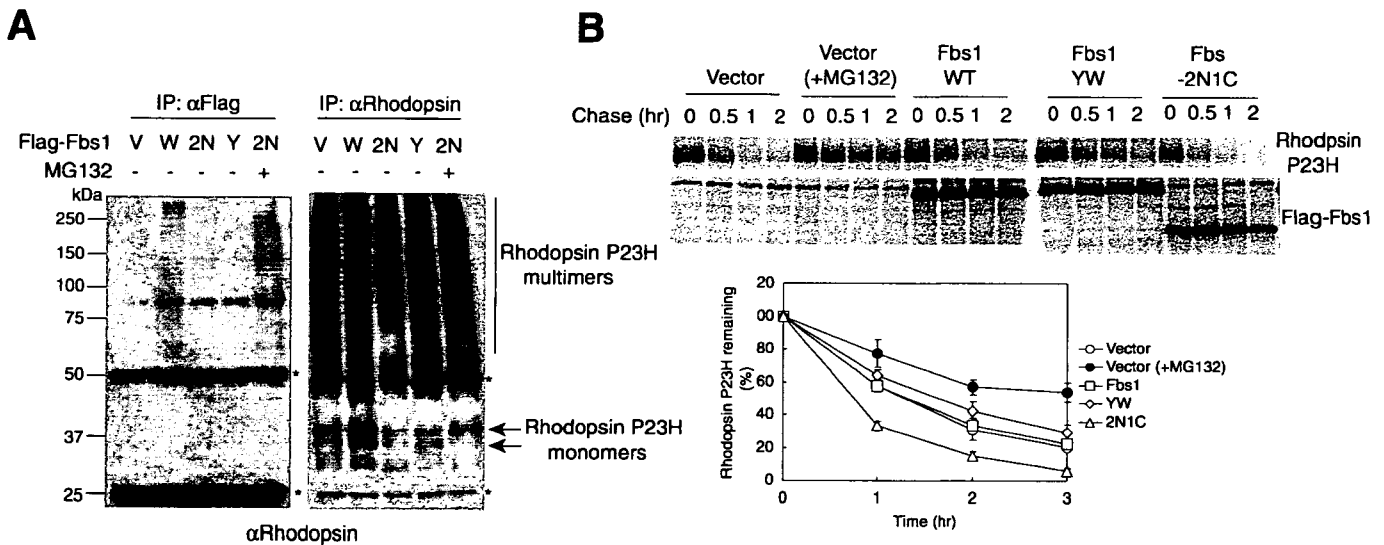 A
IP: αFlag IP: αRhodopsin
Flag-Fbs1 V W 2N Y 2N V W 2N Y 2N
MG132 - - - - + - - - - +
kDa
250
150
100
75
50
37
25
*
*
*
*
Rhodopsin P23H
multimers
Rhodopsin P23H
monomers
αRhodopsin
B
Vector
Vector
(+MG132)
Fbs1
WT
Fbs1
YW
Fbs
-2N1C
Chase (hr) 0 0.5 1 2 0 0.5 1 2 0 0.5 1 2 0 0.5 1 2 0 0.5 1 2
Rhodpsin
P23H
Flag-Fbs1
Rhodopsin P23H remaining
(%)
20
00
80
60
40
20
0
0 1 2 3
Time (hr)
Vector
Vector (+MG132)
Fbs1
YW
2N1C